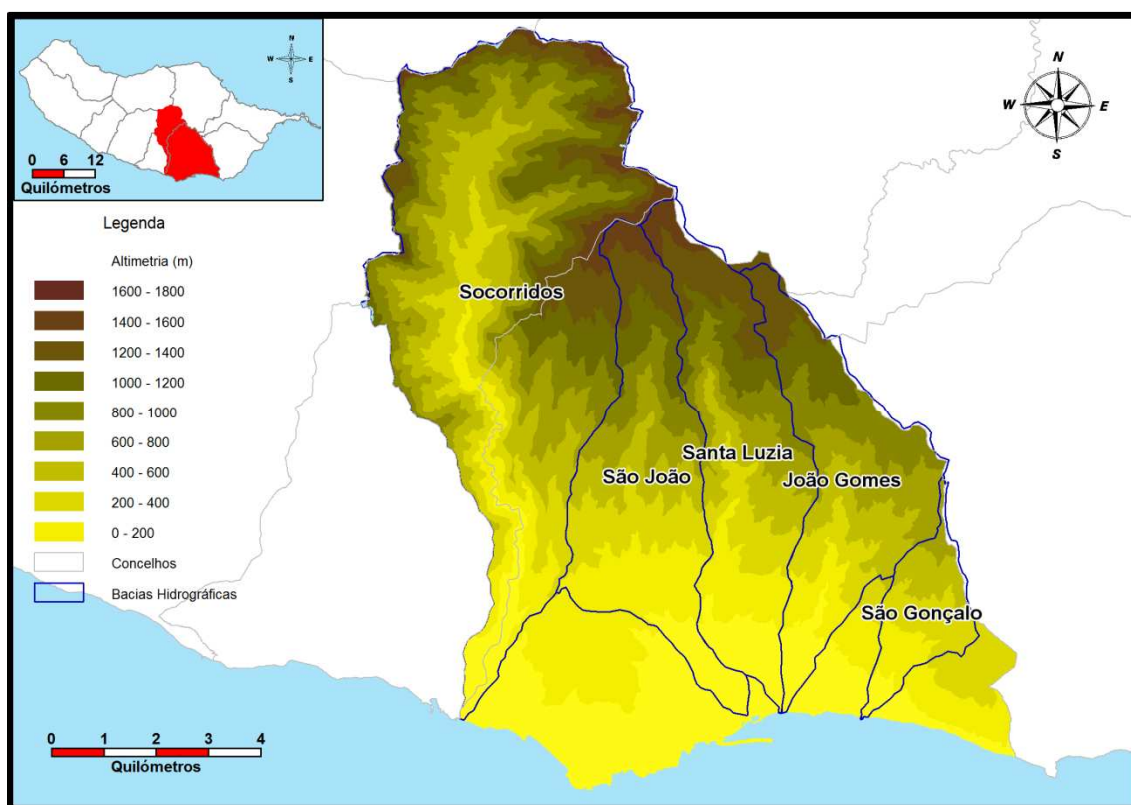 N
W E
S
0 6 12
Quilómetros
N
W E
S
Legenda
Altimetria (m)
1600 - 1800
1400 - 1600
1200 - 1400
1000 - 1200
800 - 1000
600 - 800
400 - 600
200 - 400
0 - 200
Concelhos
Bacias Hidrográficas
Socorridos
Santa Luzia
São João
João Gomes
São Gonçalo
0 1 2 3 4
Quilómetros